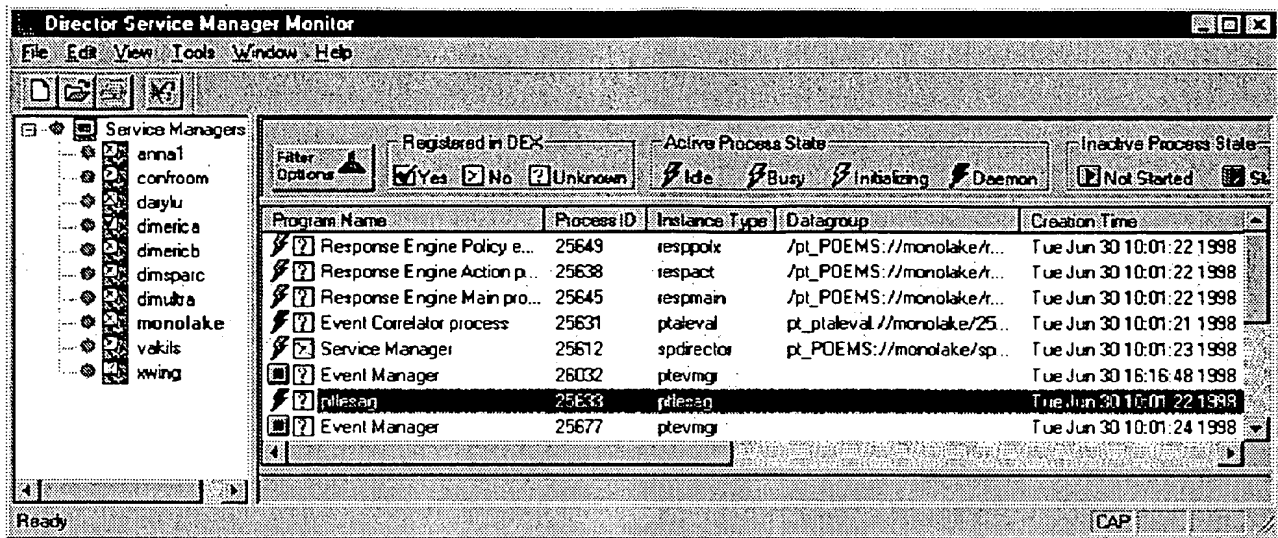 Director Service Manager Monitor
File Edit View Tools Window Help
Service Managers
anna1
confroom
darylu
dimerica
dimericb
dimsparc
dimultra
monolake
vakils
xwing
Filter Options
Registered in DEX
Yes No Unknown
Active Process State
Idle Busy Initializing Daemon
Inactive Process State
Not Started
Program Name Process ID Instance Type Datagroup Creation Time
Response Engine Policy e... 25649 resppolx /pt_POEMS://monolake/r... Tue Jun 30 10:01:22 1998
Response Engine Action p... 25638 respact /pt_POEMS://monolake/r... Tue Jun 30 10:01:22 1998
Response Engine Main pro... 25645 respmain /pt_POEMS://monolake/r... Tue Jun 30 10:01:22 1998
Event Correlator process 25631 ptaleval pt_ptaleval://monolake/25... Tue Jun 30 10:01:21 1998
Service Manager 25612 spdirector pt_POEMS://monolake/sp... Tue Jun 30 10:01:23 1998
Event Manager 26032 ptevmgr Tue Jun 30 16:16:48 1998
25633 Tue Jun 30 10:01:22 1998
Event Manager 25677 ptevmgr Tue Jun 30 10:01:24 1998
Ready CAP